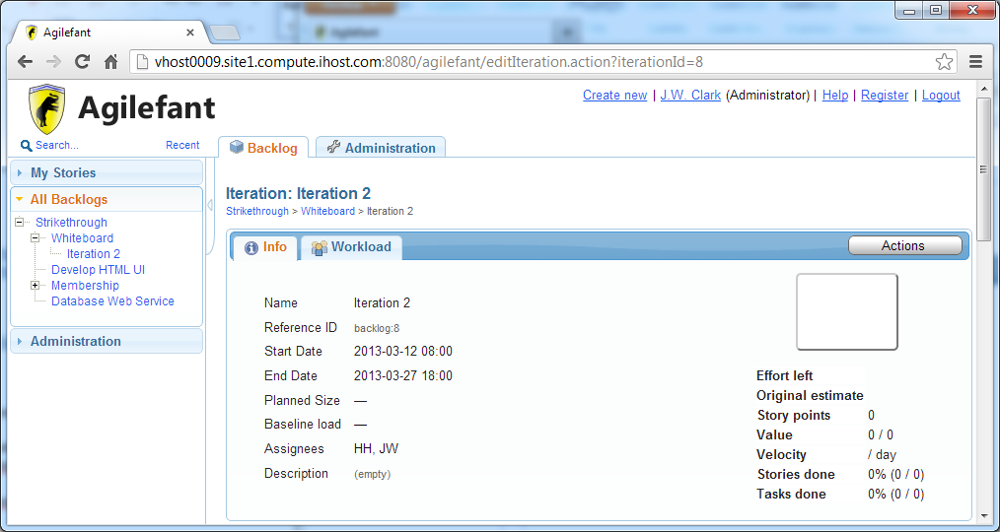 Agilefant
vhost0009.site1.compute.ihost.com:8080/agilefant/editIteration.action?iterationId=8
Agilefant
Create new | J.W. Clark (Administrator) | Help | Register | Logout
Search... Recent
Backlog Administration
My Stories
All Backlogs
Strikethrough
Whiteboard
Iteration 2
Develop HTML UI
Membership
Database Web Service
Administration
Iteration: Iteration 2
Strikethrough > Whiteboard > Iteration 2
Info Workload Actions
Name Iteration 2
Reference ID backlog:8
Start Date 2013-03-12 08:00
End Date 2013-03-27 18:00
Planned Size —
Baseline load —
Assignees HH, JW
Description (empty)
Effort left
Original estimate
Story points 0
Value 0 / 0
Velocity / day
Stories done 0% (0 / 0)
Tasks done 0% (0 / 0)